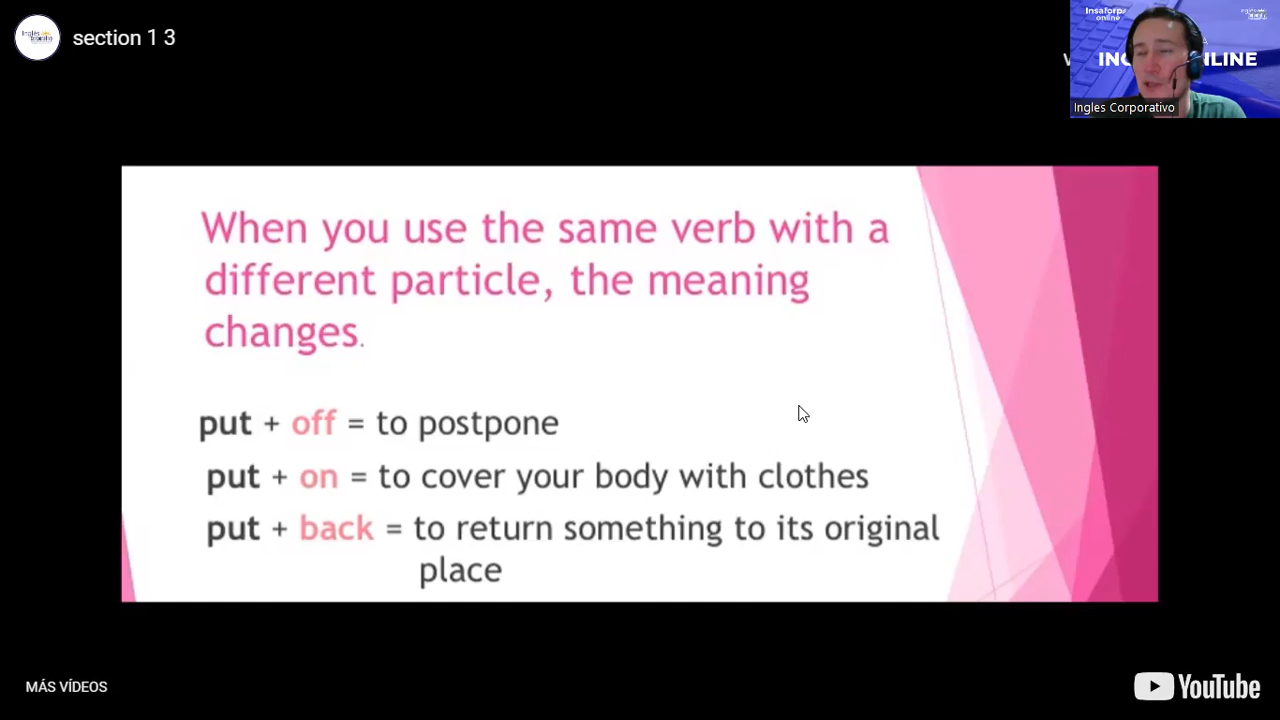 section 1 3
Insaforp
online
INGLINE
Ingles Corporativo
When you use the same verb with a
different particle, the meaning
changes.
put + off = to postpone
put + on = to cover your body with clothes
put + back = to return something to its original
place
MÁS VÍDEOS
YouTube